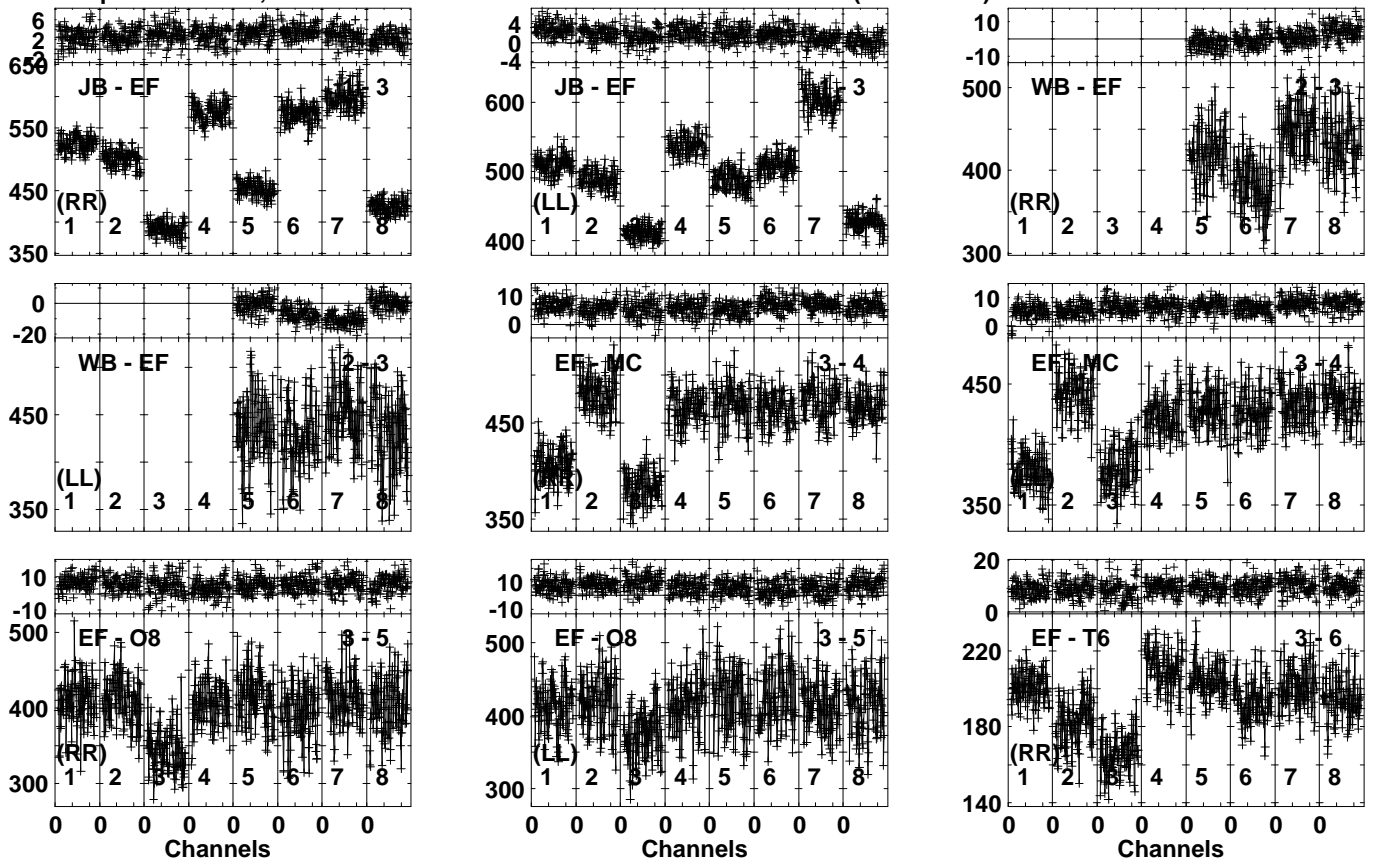 6
2
-2
650
JB - EF 1 - 3
550
450
(RR)
1 2 3 4 5 6 7 8
350
4
0
-4
JB - EF 1 - 3
600
500
(LL)
1 2 3 4 5 6 7 8
400
10
-10
500
WB - EF 2 - 3
400
(RR)
1 2 3 4 5 6 7 8
300
0
-20
WB - EF 2 - 3
450
(LL)
1 2 3 4 5 6 7 8
350
10
0
EF - MC 3 - 4
450
(RR)
1 2 3 4 5 6 7 8
350
10
0
EF - MC 3 - 4
450
1 2 3 4 5 6 7 8
350
10
-10
500
EF - O8 3 - 5
400
(RR)
1 2 3 4 5 6 7 8
300
0 0 0 0 0 0 0 0
Channels
10
-10
500
EF - O8 3 - 5
400
(LL)
1 2 3 4 5 6 7 8
300
0 0 0 0 0 0 0 0
Channels
20
0
220
EF - T6 3 - 6
180
(RR)
1 2 3 4 5 6 7 8
140
0 0 0 0 0 0 0 0
Channels